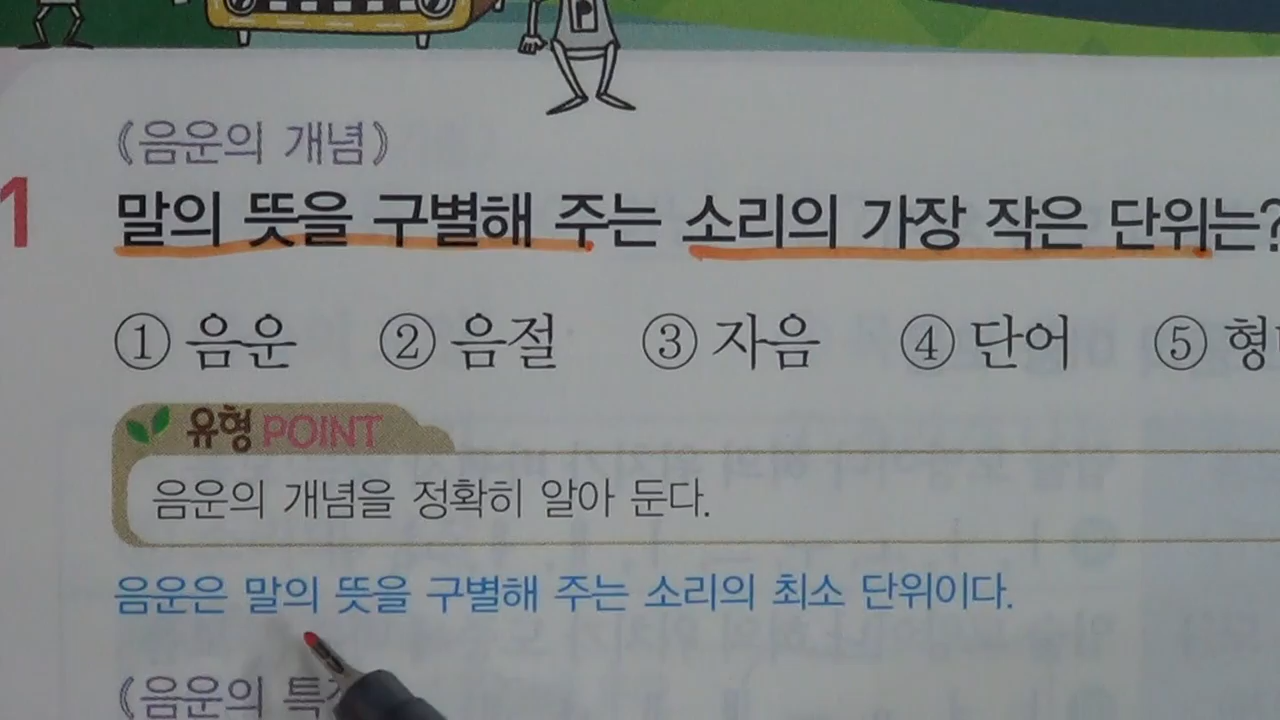 P
《음운의 개념》
1
말의 뜻을 구별해 주는 소리의 가장 작은 단위는?
① 음운 ② 음절 ③ 자음 ④ 단어 ⑤
유형 POINT
음운의 개념을 정확히 알아 둔다.
음운은 말의 뜻을 구별해 주는 소리의 최소 단위이다.
《음운의